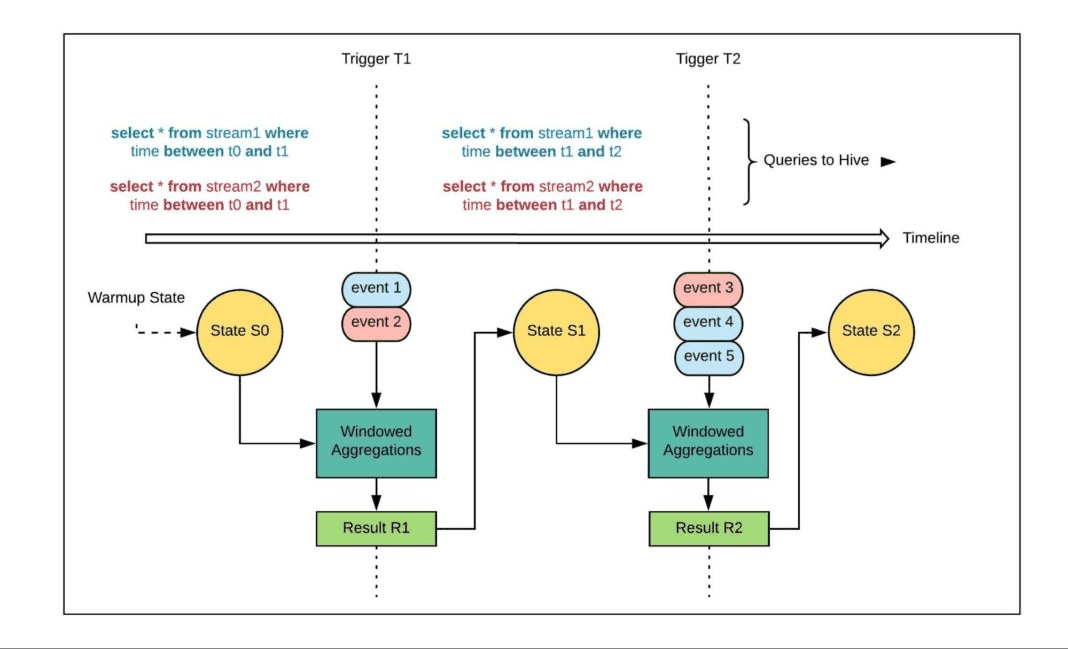 Trigger T1
Tigger T2
select * from stream1 where
time between t0 and t1
select * from stream1 where
time between t1 and t2
Queries to Hive
select * from stream2 where
time between t0 and t1
select * from stream2 where
time between t1 and t2
Timeline
Warmup State
State S0
event 1
event 2
State S1
event 3
event 4
event 5
State S2
Windowed
Aggregations
Windowed
Aggregations
Result R1
Result R2